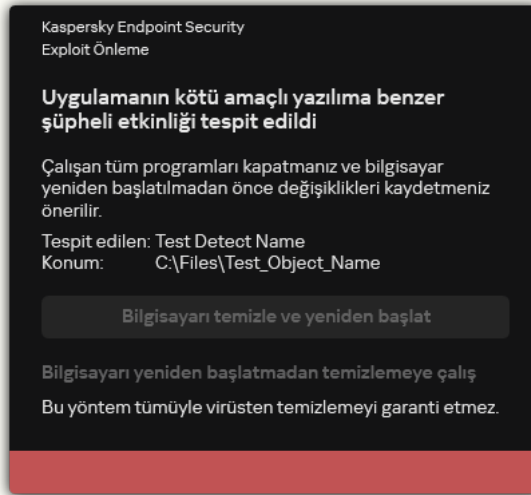 Kaspersky Endpoint Security
Exploit Önleme
Uygulamanın kötü amaçlı yazılıma benzer
şüpheli etkinliği tespit edildi
Çalışan tüm programları kapatmanız ve bilgisayar
yeniden başlatılmadan önce değişiklikleri kaydetmeniz
önerilir.
Tespit edilen: Test Detect Name
Konum: C:\Files\Test_Object_Name
Bilgisayarı temizle ve yeniden başlat
Bilgisayarı yeniden başlatmadan temizlemeye çalış
Bu yöntem tümüyle virüsten temizlemeyi garanti etmez.